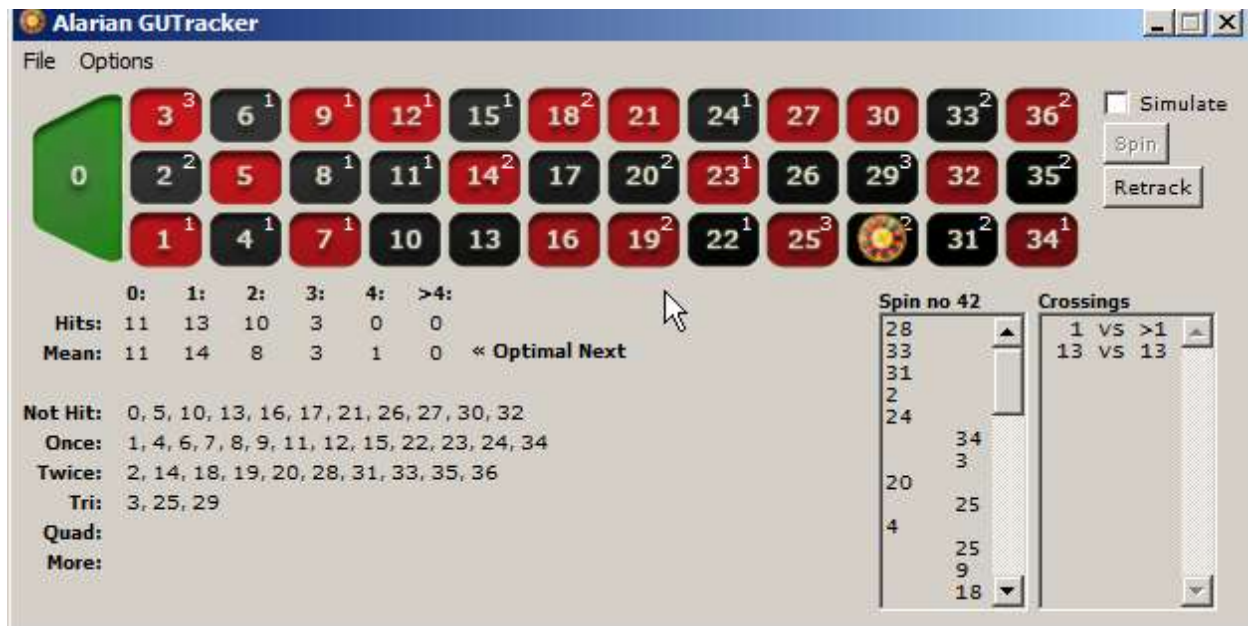 Alarian GUTracker
File Options
3 3 6 1 9 1 12 1 15 1 18 2 21 24 1 27 30 33 2 36 2
Simulate
Spin
0 2 2 5 8 1 11 1 14 2 17 20 2 23 1 26 29 3 32 35 2
Retrack
1 1 4 1 7 1 10 13 16 19 2 22 1 25 3 2 31 2 34 1
0: 1: 2: 3: 4: >4:
Hits: 11 13 10 3 0 0
Mean: 11 14 8 3 1 0 « Optimal Next
Not Hit: 0, 5, 10, 13, 16, 17, 21, 26, 27, 30, 32
Once: 1, 4, 6, 7, 8, 9, 11, 12, 15, 22, 23, 24, 34
Twice: 2, 14, 18, 19, 20, 28, 31, 33, 35, 36
Tri: 3, 25, 29
Quad:
More:
Spin no 42
28
33
31
2
24
34
3
20
25
4
25
9
18
Crossings
1 vs >1
13 vs 13